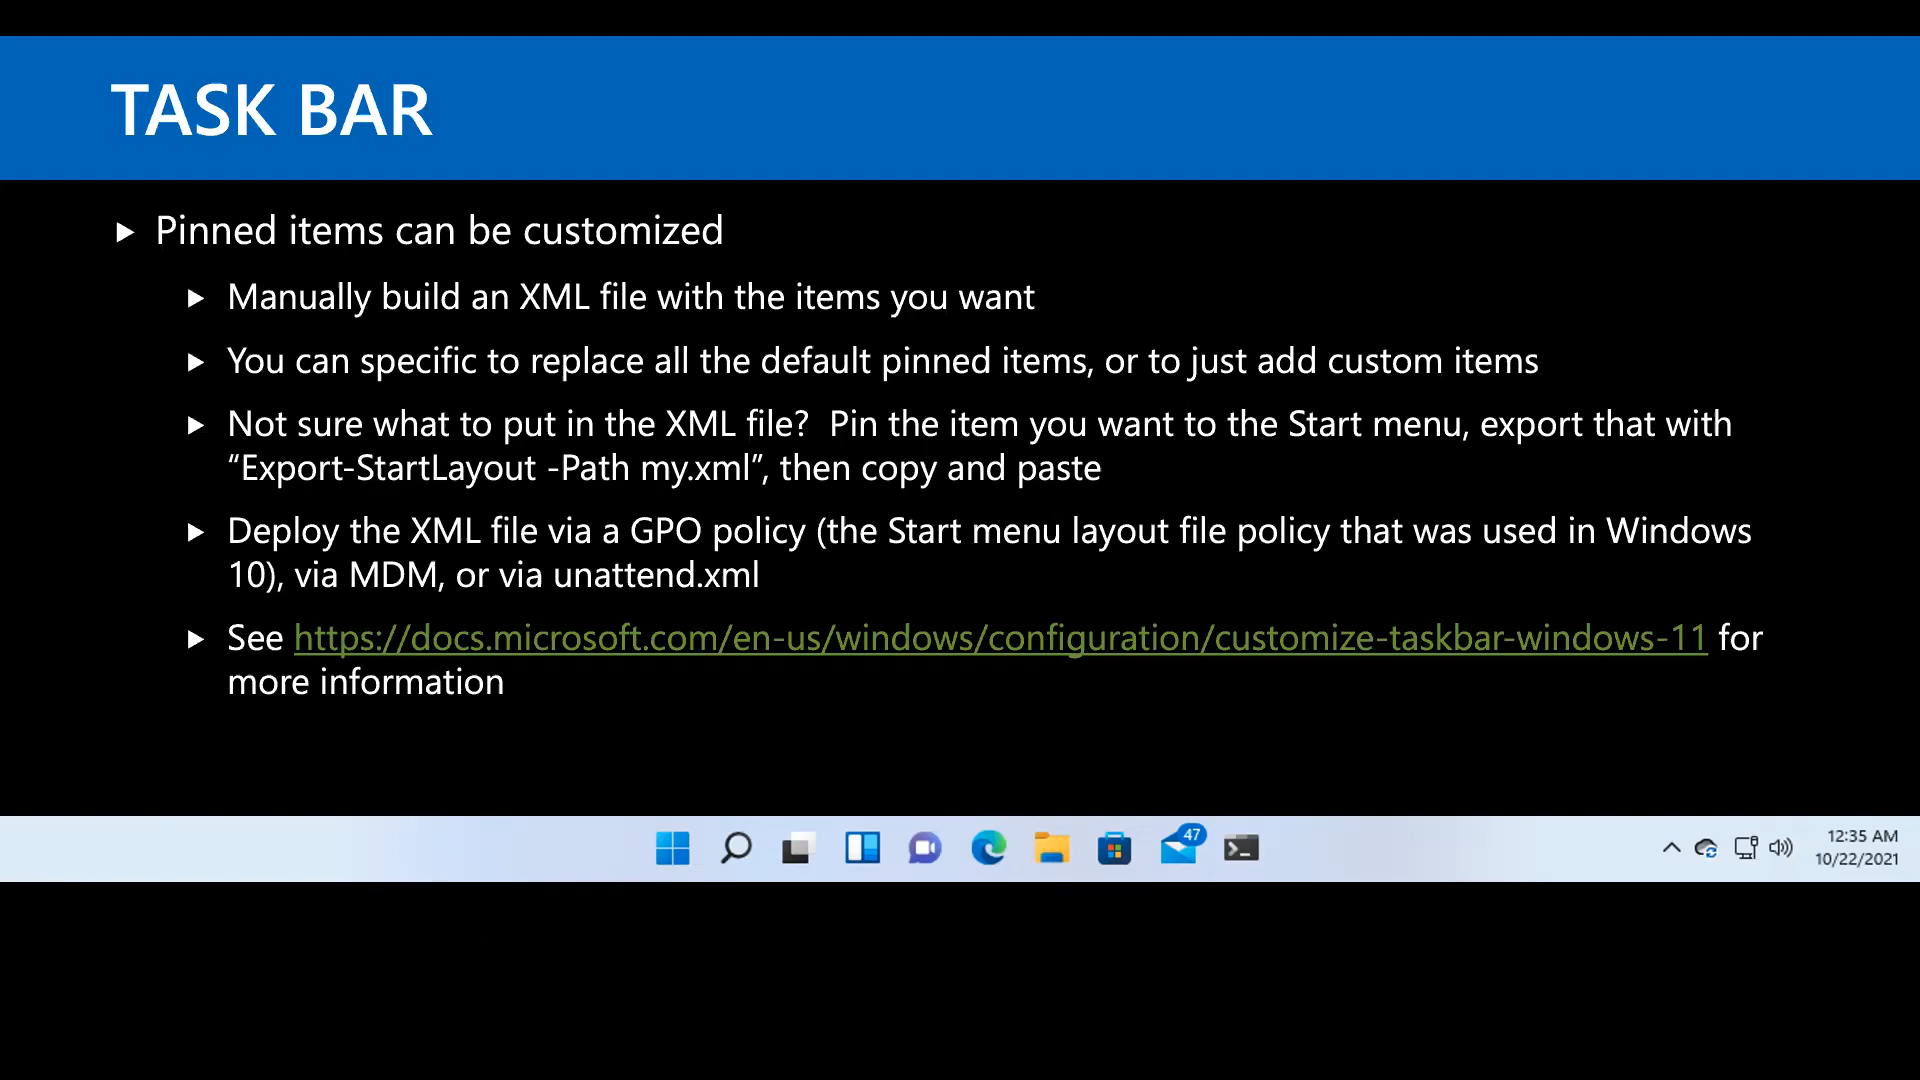 TASK BAR
Pinned items can be customized
Manually build an XML file with the items you want
You can specific to replace all the default pinned items, or to just add custom items
Not sure what to put in the XML file?  Pin the item you want to the Start menu, export that with
“Export-StartLayout -Path my.xml”, then copy and paste
Deploy the XML file via a GPO policy (the Start menu layout file policy that was used in Windows
10), via MDM, or via unattend.xml
See https://docs.microsoft.com/en-us/windows/configuration/customize-taskbar-windows-11 for
more information
47
12:35 AM
10/22/2021